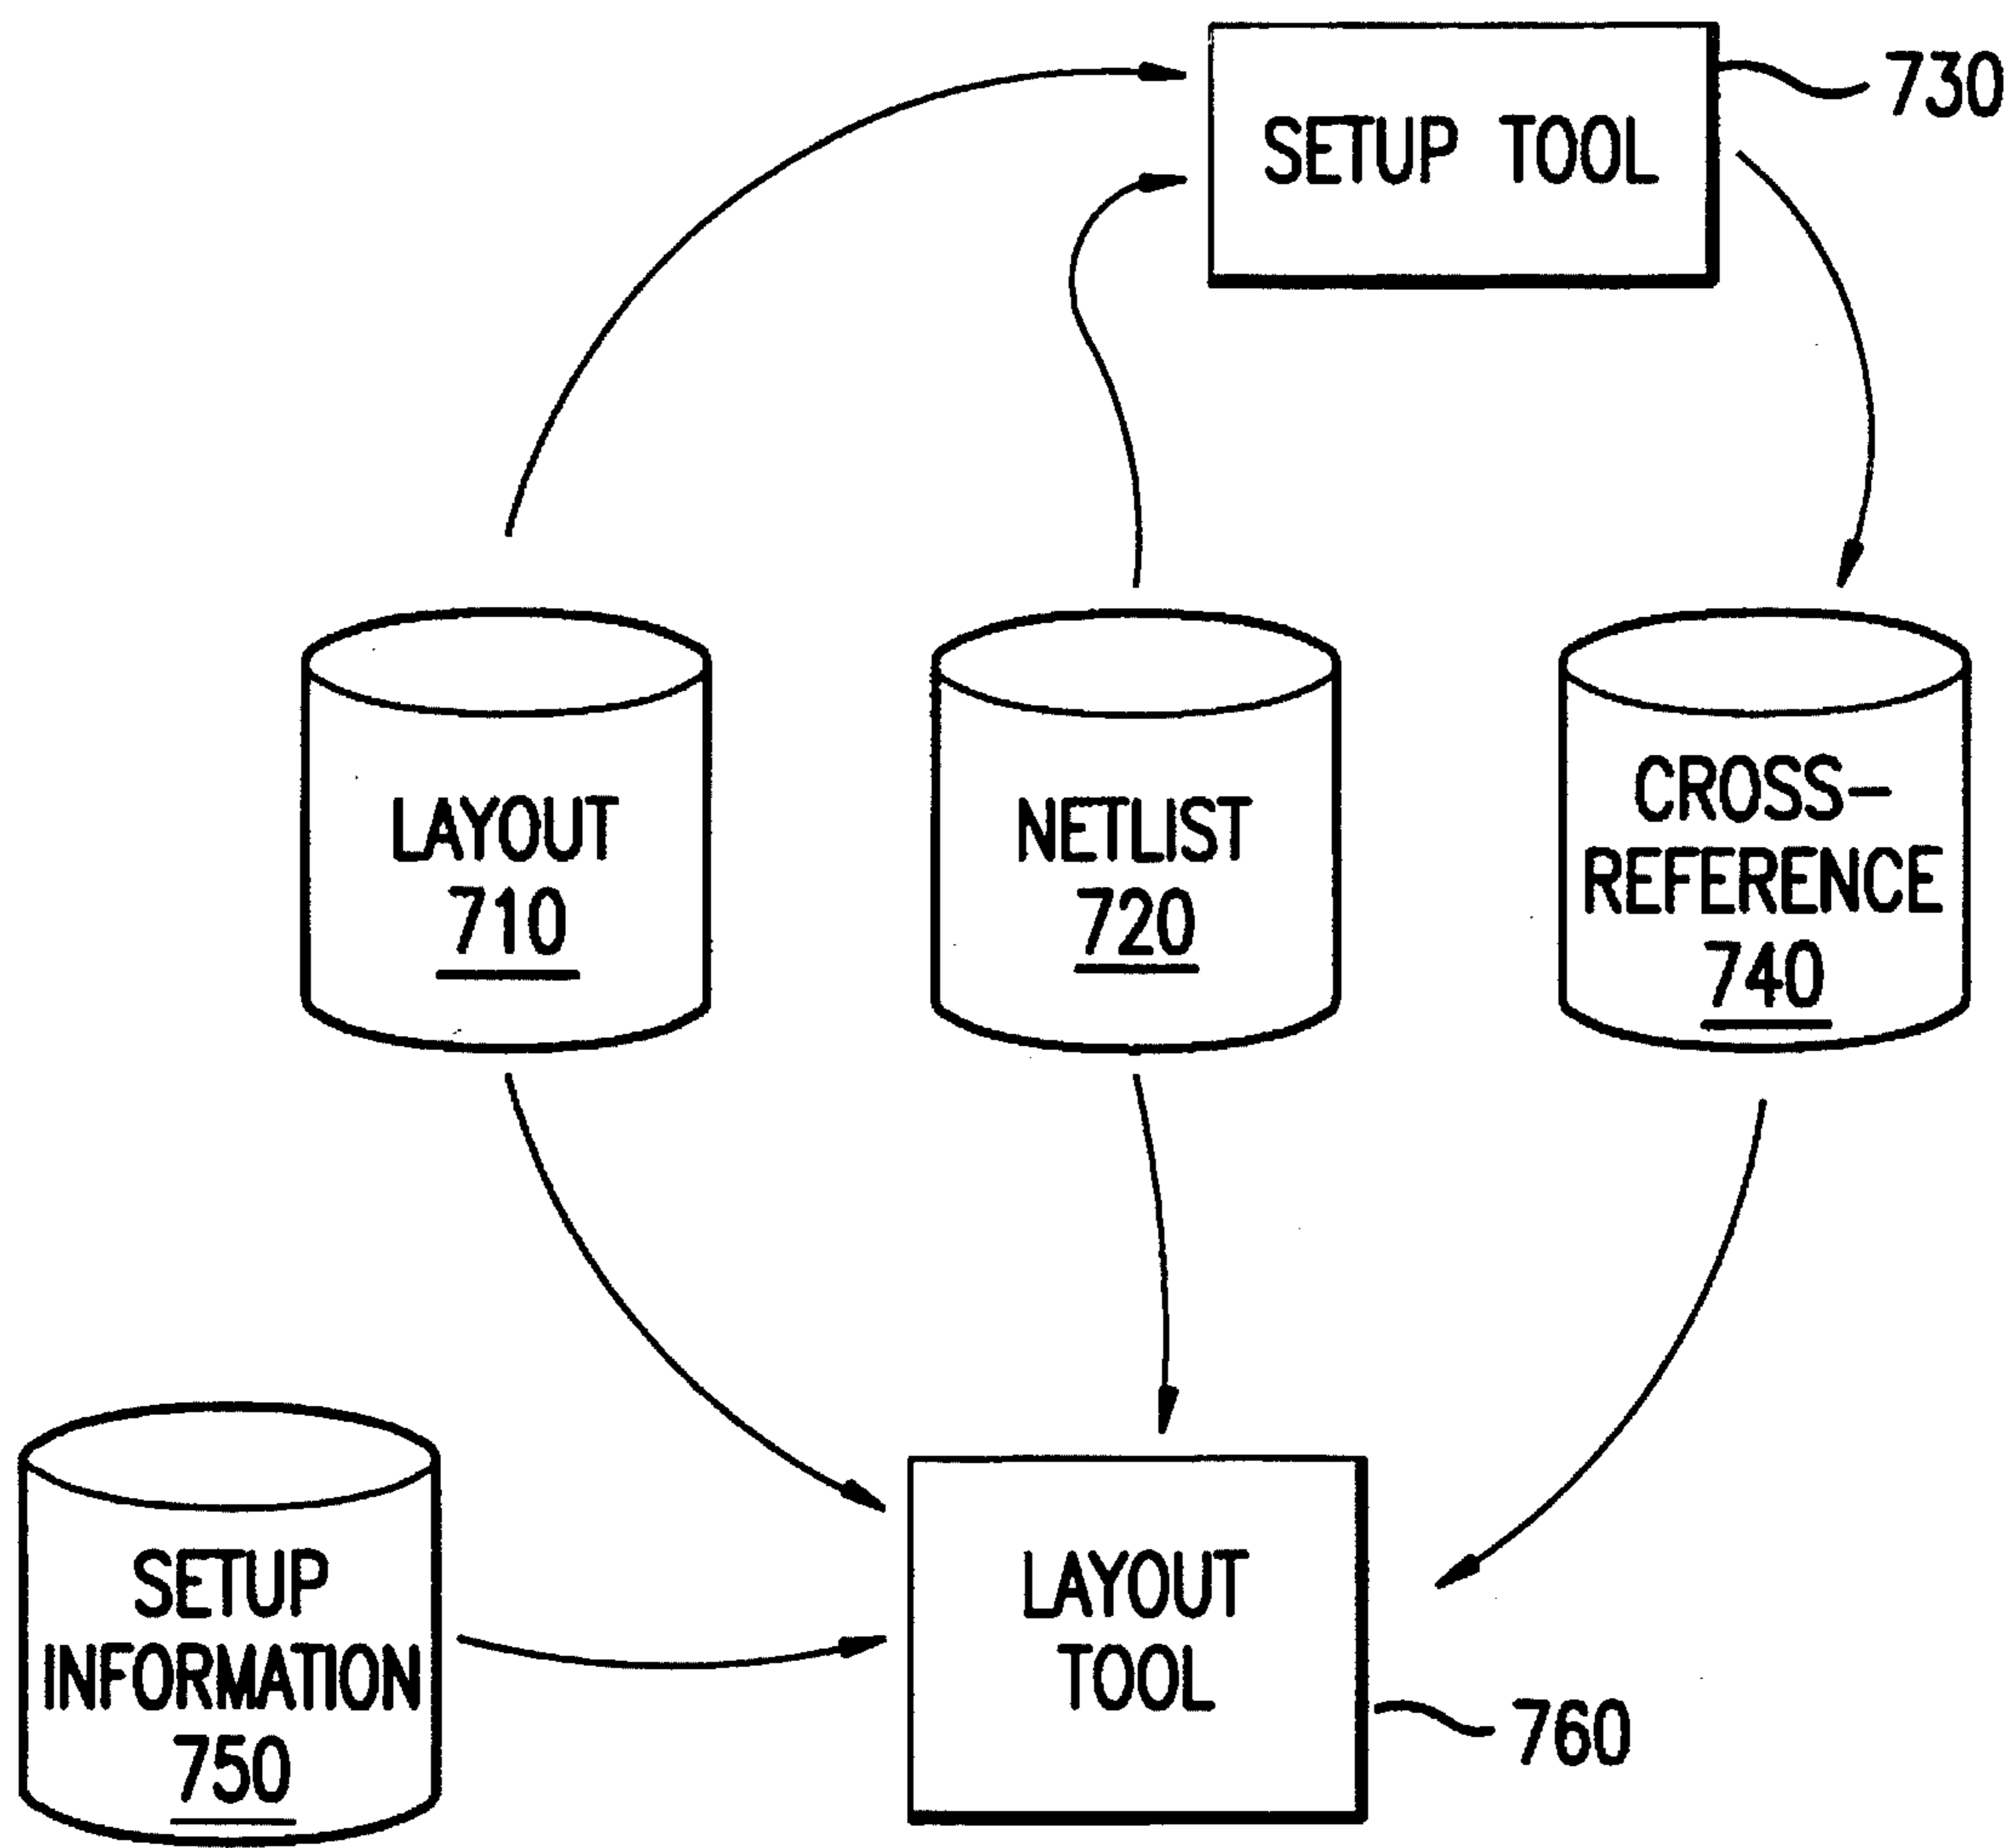 730
SETUP TOOL
LAYOUT
710
NETLIST
720
CROSS-
REFERENCE
740
SETUP
INFORMATION
750
LAYOUT
TOOL
760